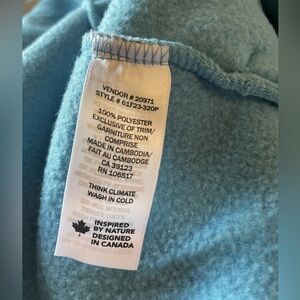 VENDOR # 20971
STYLE # 61F23-320P
100% POLYESTER
EXCLUSIVE OF TRIM/
GARNITURE NON
COMPRISE
MADE IN CAMBODIA/
FAIT AU CAMBODGE
CA 39123
RN 106517
THINK CLIMATE
WASH IN COLD
INSPIRED
BY NATURE
DESIGNED
IN CANADA